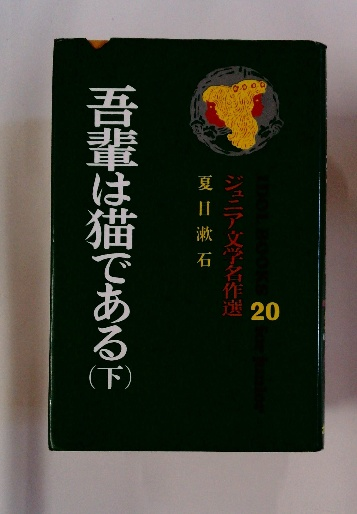 ジュニア文学名作選
20
夏目漱石
吾輩は猫である
(下)